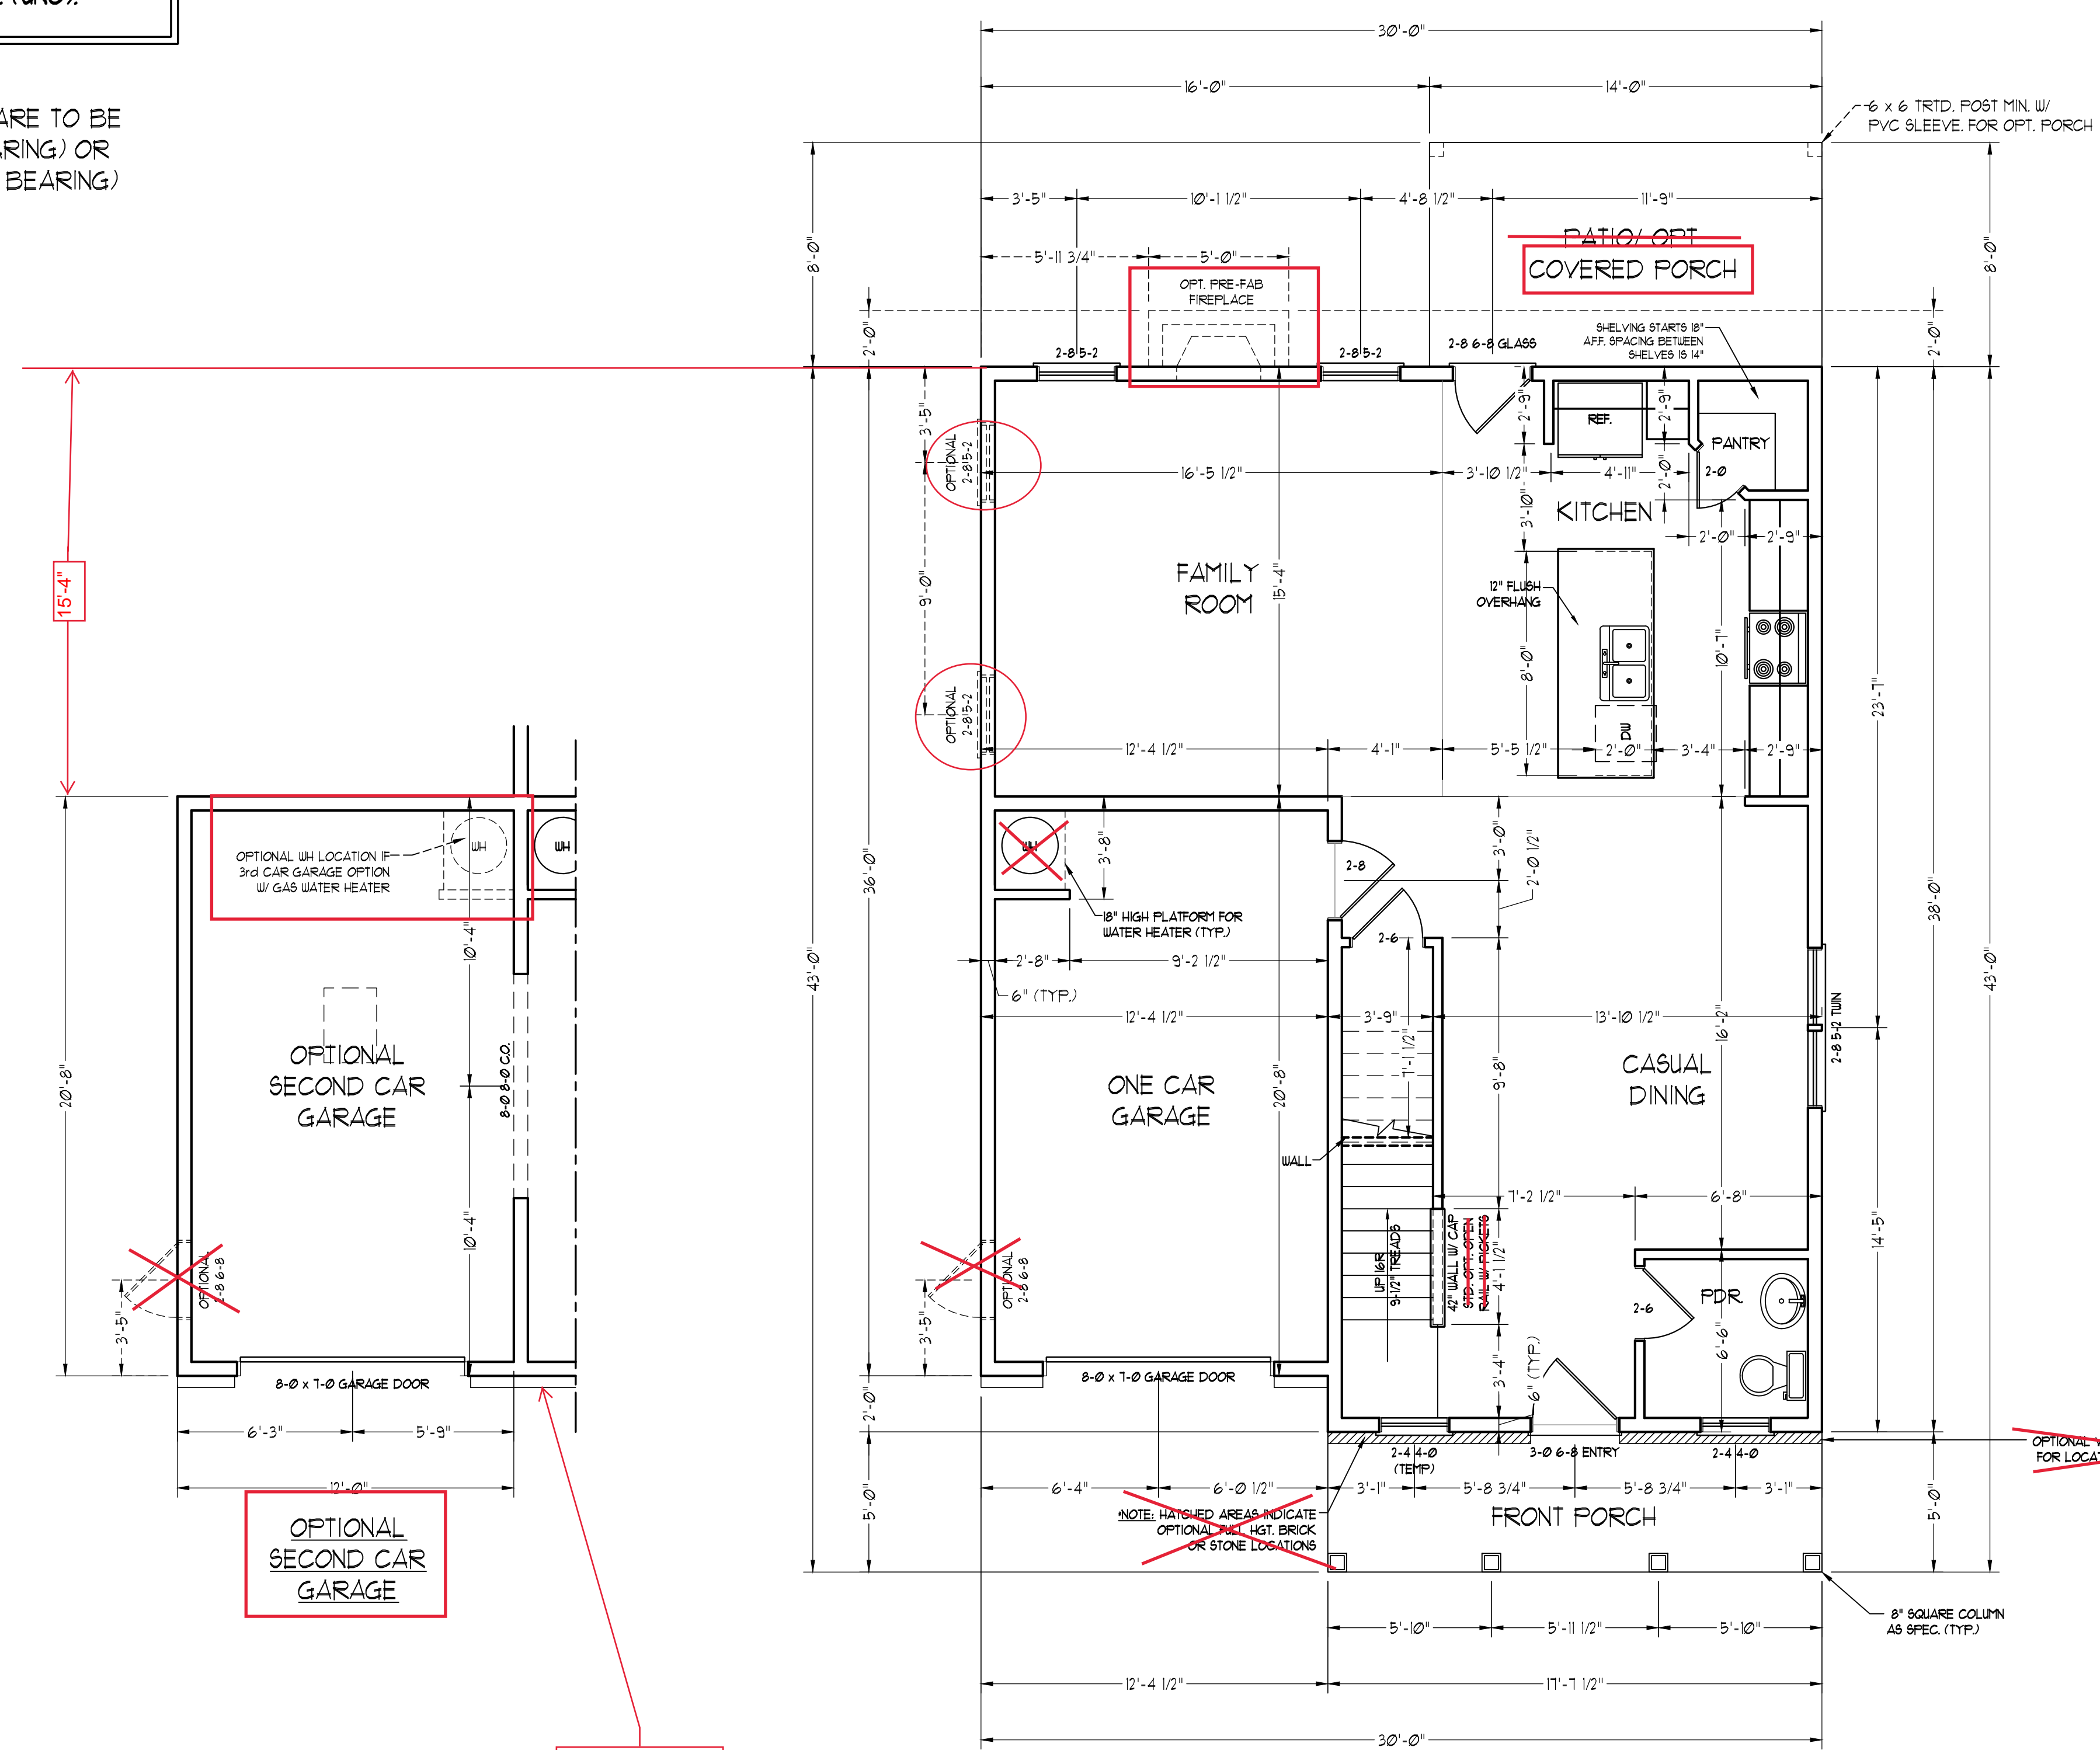 ARE TO BE
RING) OR
BEARING)
30'-0"
16'-0"
14'-0"
6 x 6 TRTD. POST MIN. W/
PVC SLEEVE. FOR OPT. PORCH
3'-5"
10'-1 1/2"
4'-8 1/2"
11'-9"
8'-0"
8'-0"
PATIO/ OPT
COVERED PORCH
5'-11 3/4"
5'-0"
OPT. PRE-FAB
FIREPLACE
2'-0"
2'-0"
SHELVING STARTS 18"
AFF. SPACING BETWEEN
SHELVES IS 14"
2-8 5-2
2-8 5-2
2-8 6-8 GLASS
3'-5"
OPTIONAL
2-8 5-2
2'-9"
REF.
2'-9"
PANTRY
16'-5 1/2"
3'-10 1/2"
4'-11"
2'-0"
2-0
3'-10"
KITCHEN
2'-0"
2'-9"
15'-4"
9'-0"
FAMILY
ROOM
15'-4"
12" FLUSH
OVERHANG
8'-0"
10'-7"
23'-7"
OPTIONAL
2-8 5-2
DW
12'-4 1/2"
4'-1"
5'-5 1/2"
2'-0"
3'-4"
2'-9"
OPTIONAL WH LOCATION IF
3rd CAR GARAGE OPTION
W/ GAS WATER HEATER
WH
WH
WH
3'-8"
2-8
3'-0"
2'-0 1/2"
36'-0"
38'-0"
18" HIGH PLATFORM FOR
WATER HEATER (TYP.)
2-6
10'-4"
2'-8"
9'-2 1/2"
6" (TYP.)
43'-0"
43'-0"
12'-4 1/2"
3'-9"
13'-10 1/2"
16'-2"
7'-1 1/2"
2-8 5-2 TWIN
20'-8"
OPTIONAL
SECOND CAR
GARAGE
8-0 8-0 C.O.
ONE CAR
GARAGE
20'-8"
9'-8"
CASUAL
DINING
WALL
7'-2 1/2"
6'-8"
10'-4"
14'-5"
OPTIONAL
2-8 6-8
3'-5"
OPTIONAL
2-8 6-8
3'-5"
UP 16R
9-1/2" TREADS
42" WALL W/ CAP
STD. OPT. OPEN
RAIL W/ PICKETS
4'-1 1/2"
2-6
PDR
6'-6"
3'-4"
6" (TYP.)
8-0 x 7-0 GARAGE DOOR
8-0 x 7-0 GARAGE DOOR
2'-0"
6'-3"
5'-9"
2-4 4-0
(TEMP)
3-0 6-8 ENTRY
2-4 4-0
OPTIONAL
FOR LOCAT
12'-0"
6'-4"
6'-0 1/2"
3'-1"
5'-8 3/4"
5'-8 3/4"
3'-1"
5'-0"
5'-0"
*NOTE: HATCHED AREAS INDICATE
OPTIONAL FULL HGT. BRICK
OR STONE LOCATIONS
FRONT PORCH
OPTIONAL
SECOND CAR
GARAGE
8" SQUARE COLUMN
AS SPEC. (TYP.)
5'-10"
5'-11 1/2"
5'-10"
12'-4 1/2"
17'-7 1/2"
30'-0"